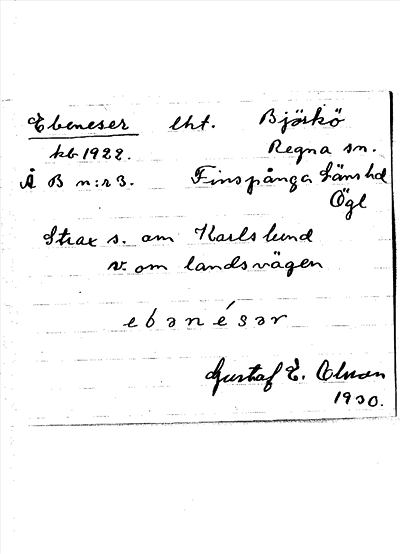 Ebeneser lht. Björkö
kb 1922. Regna sn.
Å B n:r 3. Finspånga läns hd
Ögl
Strax s. om Karlslund
v. om landsvägen
ebənésər
Gustaf E.
1930.